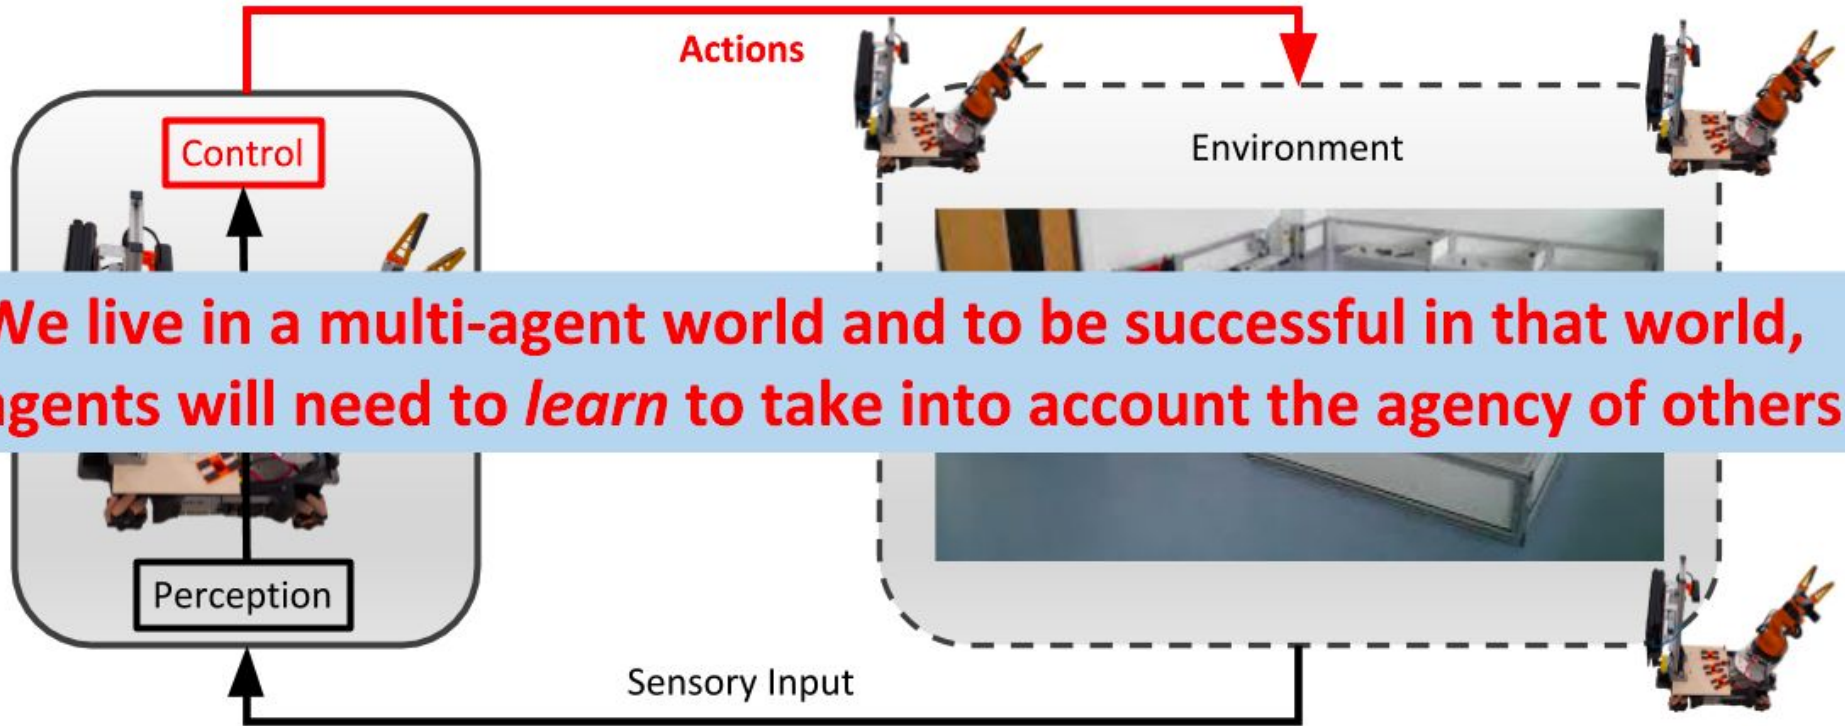 Actions
Control
Environment
We live in a multi-agent world and to be successful in that world,
agents will need to learn to take into account the agency of others
Perception
Sensory Input